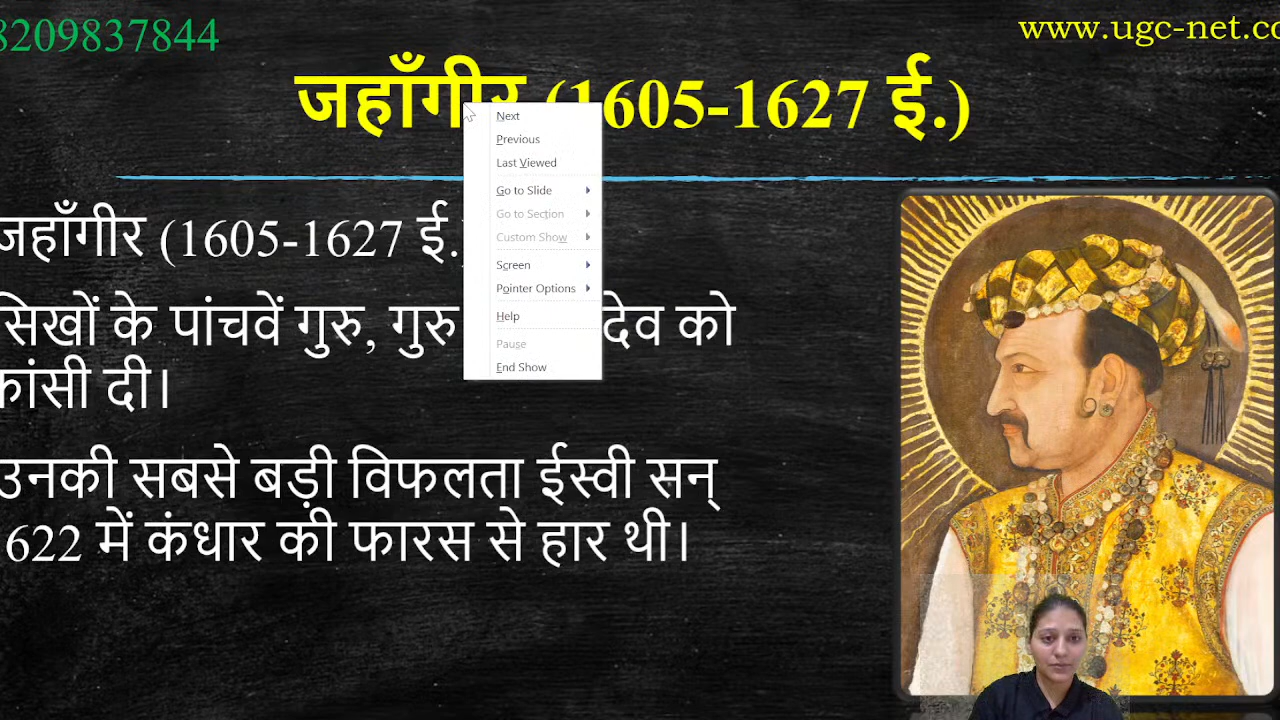 8209837844
www.ugc-net.co
जहाँगीर (1605-1627 ई.)
जहाँगीर (1605-1627 ई.
सिखों के पांचवें गुरु, गुरु देव को
फांसी दी।
उनकी सबसे बड़ी विफलता ईस्वी सन्
622 में कंधार की फारस से हार थी।
Next
Previous
Last Viewed
Go to Slide
Go to Section
Custom Show
Screen
Pointer Options
Help
Pause
End Show